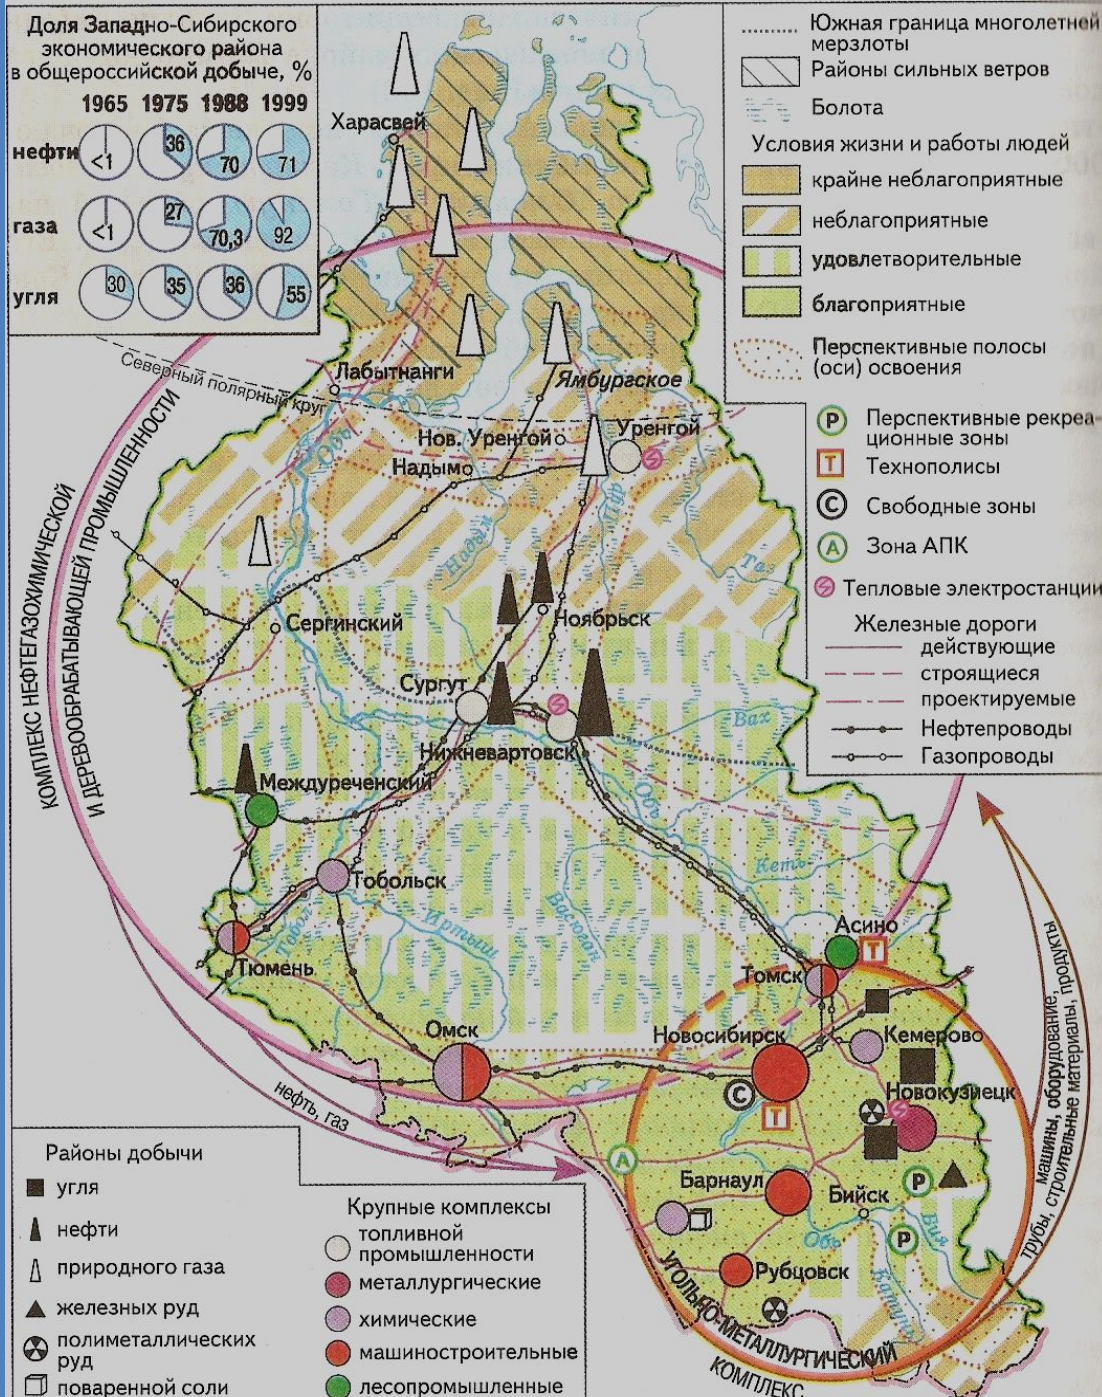 Доля Западно-Сибирского
экономического района
в общероссийской добыче, %
1965 1975 1988 1999
нефти <1 36 70 71
газа <1 27 70,3 92
угля 30 35 36 55
Южная граница многолетней
мерзлоты
Районы сильных ветров
Болота
Условия жизни и работы людей
крайне неблагоприятные
неблагоприятные
удовлетворительные
благоприятные
Перспективные полосы
(оси) освоения
P Перспективные рекреа-
ционные зоны
T Технополисы
C Свободные зоны
A Зона АПК
Тепловые электростанции
Железные дороги
действующие
строящиеся
проектируемые
Нефтепроводы
Газопроводы
Харасвей
Северный полярный круг
Лабытнанги
Ямбургское
Обь
Нов. Уренгой
Уренгой
Надым
Надым
Пур
Таз
КОМПЛЕКС НЕФТЕГАЗОХИМИЧЕСКОЙ
И ДЕРЕВООБРАБАТЫВАЮЩЕЙ ПРОМЫШЛЕННОСТИ
Сергинский
Ноябрьск
Сургут
Вах
Нижневартовск
Междуреченский
Обь
Кеть
Тобольск
Тобол
Иртыш
Васюган
Асино
T
Тюмень
Томск
Омск
Новосибирск
Кемерово
C
T
Новокузнецк
нефть, газ
машины, оборудование,
трубы, строительные материалы, продукты
A
Барнаул
Бийск
P
Обь
Бия
P
Катунь
Рубцовск
УГОЛЬНО-МЕТАЛЛУРГИЧЕСКИЙ
КОМПЛЕКС
Районы добычи
угля
нефти
природного газа
железных руд
полиметаллических
руд
поваренной соли
Крупные комплексы
топливной
промышленности
металлургические
химические
машиностроительные
лесопромышленные